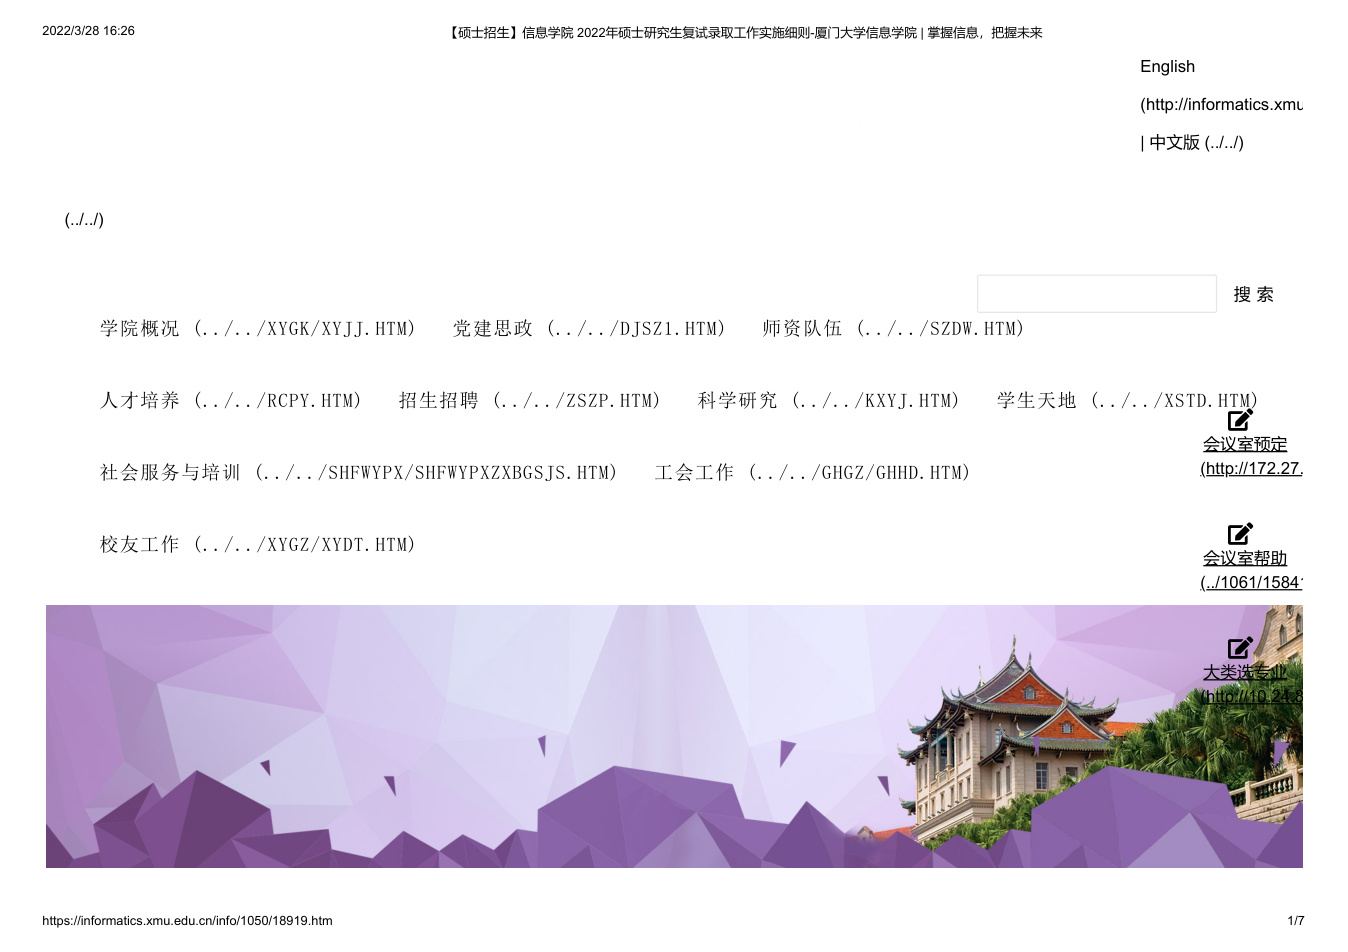 2022/3/28 16:26
【硕士招生】信息学院 2022年硕士研究生复试录取工作实施细则-厦门大学信息学院 | 掌握信息，把握未来
English
(http://informatics.xmu
| 中文版 (../../)
(../../)
搜 索
学院概况 (../../XYGK/XYJJ.HTM) 党建思政 (../../DJSZ1.HTM) 师资队伍 (../../SZDW.HTM)
人才培养 (../../RCPY.HTM) 招生招聘 (../../ZSZP.HTM) 科学研究 (../../KXYJ.HTM) 学生天地 (../../XSTD.HTM)
会议室预定
(http://172.27.
社会服务与培训 (../../SHFWYPX/SHFWYPXZXBGSJS.HTM) 工会工作 (../../GHGZ/GHHD.HTM)
校友工作 (../../XYGZ/XYDT.HTM)
会议室帮助
(../1061/15841
大类选专业
(http://10.24.8
https://informatics.xmu.edu.cn/info/1050/18919.htm
1/7